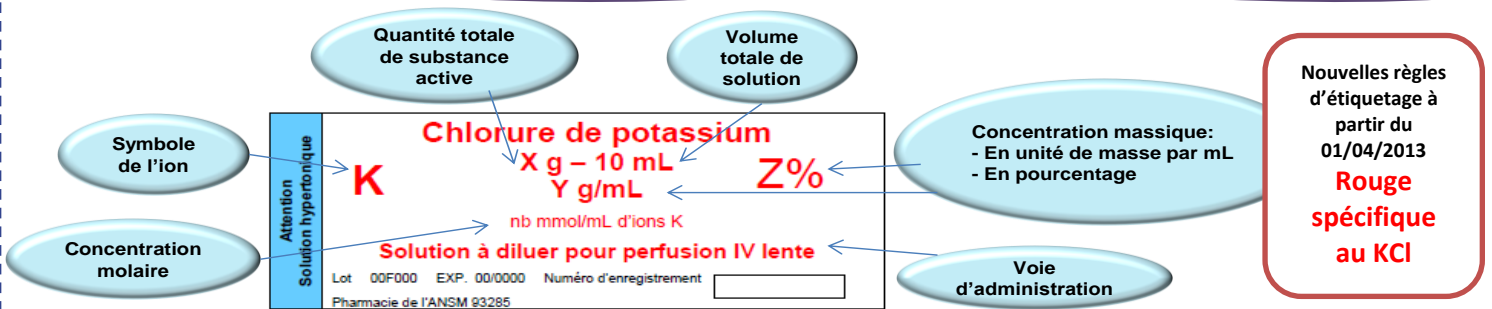 Quantité totale
de substance
active
Volume
totale de
solution
Nouvelles règles
d'étiquetage à
partir du
01/04/2013
Rouge
spécifique
au KCl
Symbole
de l'ion
Concentration
molaire
Attention
Solution hypertonique
Chlorure de potassium
K
X g – 10 mL
Y g/mL
Z%
nb mmol/mL d'ions K
Solution à diluer pour perfusion IV lente
Lot 00F000 EXP. 00/0000 Numéro d'enregistrement
Pharmacie de l'ANSM 93285
Concentration massique:
- En unité de masse par mL
- En pourcentage
Voie
d'administration